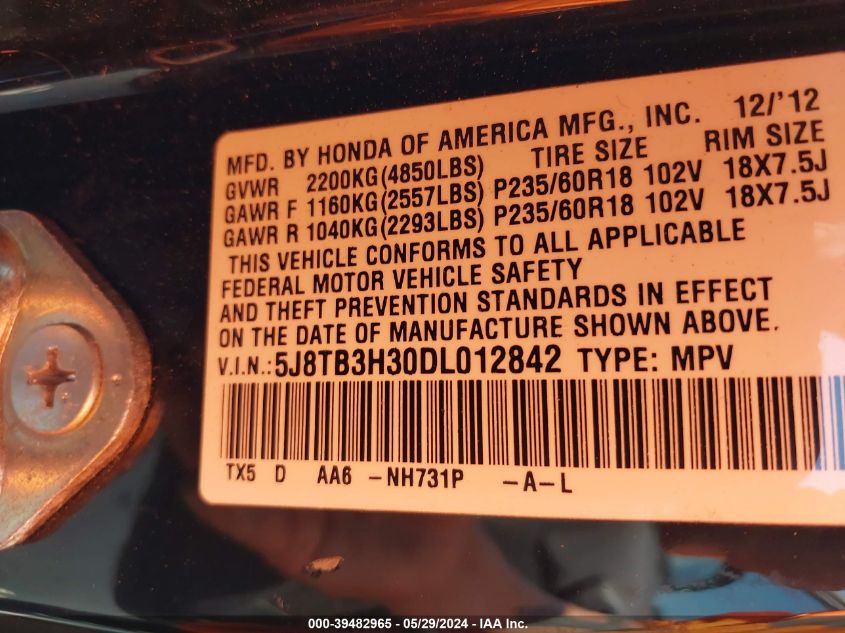 MFD. BY HONDA OF AMERICA MFG., INC. 12/'12
GVWR 2200KG(4850LBS) TIRE SIZE RIM SIZE
GAWR F 1160KG(2557LBS) P235/60R18 102V 18X7.5J
GAWR R 1040KG(2293LBS) P235/60R18 102V 18X7.5J
THIS VEHICLE CONFORMS TO ALL APPLICABLE
FEDERAL MOTOR VEHICLE SAFETY
AND THEFT PREVENTION STANDARDS IN EFFECT
ON THE DATE OF MANUFACTURE SHOWN ABOVE.
V.I.N.:5J8TB3H30DL012842 TYPE: MPV
TX5 D AA6 -NH731P -A-L
000-39482965 - 05/29/2024 - IAA Inc.